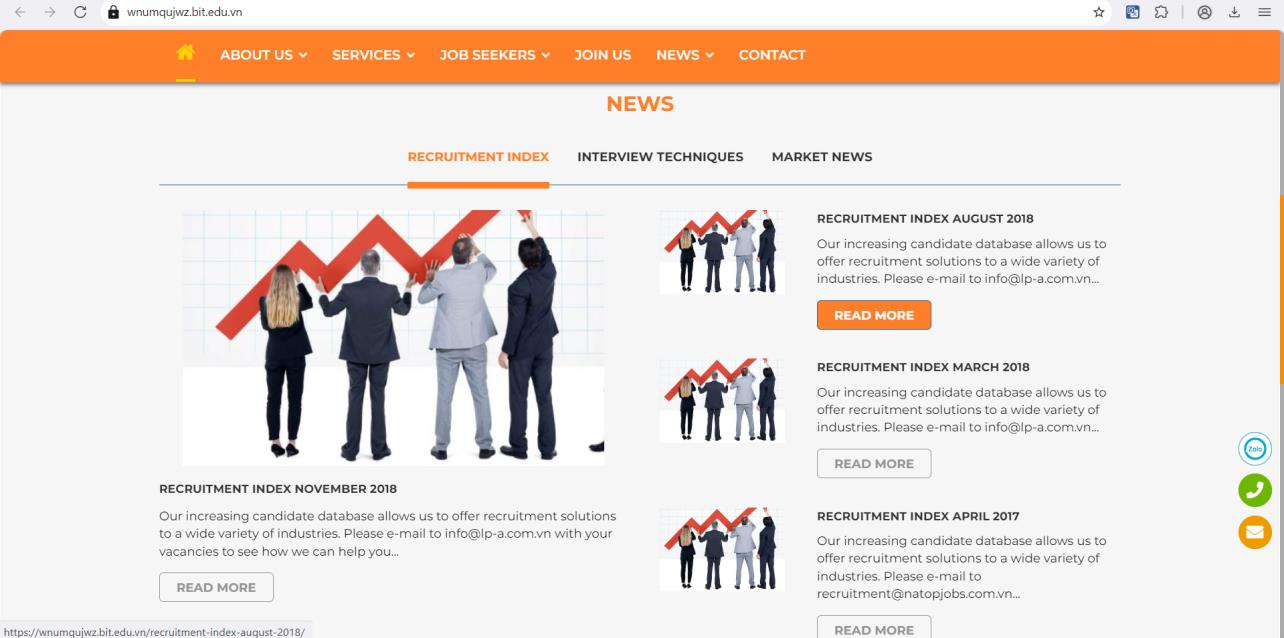 wnumqujwz.bit.edu.vn
ABOUT US SERVICES JOB SEEKERS JOIN US NEWS CONTACT
NEWS
RECRUITMENT INDEX INTERVIEW TECHNIQUES MARKET NEWS
RECRUITMENT INDEX NOVEMBER 2018
Our increasing candidate database allows us to offer recruitment solutions
to a wide variety of industries. Please e-mail to info@lp-a.com.vn with your
vacancies to see how we can help you...
READ MORE
RECRUITMENT INDEX AUGUST 2018
Our increasing candidate database allows us to
offer recruitment solutions to a wide variety of
industries. Please e-mail to info@lp-a.com.vn...
READ MORE
RECRUITMENT INDEX MARCH 2018
Our increasing candidate database allows us to
offer recruitment solutions to a wide variety of
industries. Please e-mail to info@lp-a.com.vn...
READ MORE
RECRUITMENT INDEX APRIL 2017
Our increasing candidate database allows us to
offer recruitment solutions to a wide variety of
industries. Please e-mail to
recruitment@natopjobs.com.vn...
READ MORE
Zalo
https://wnumqujwz.bit.edu.vn/recruitment-index-august-2018/